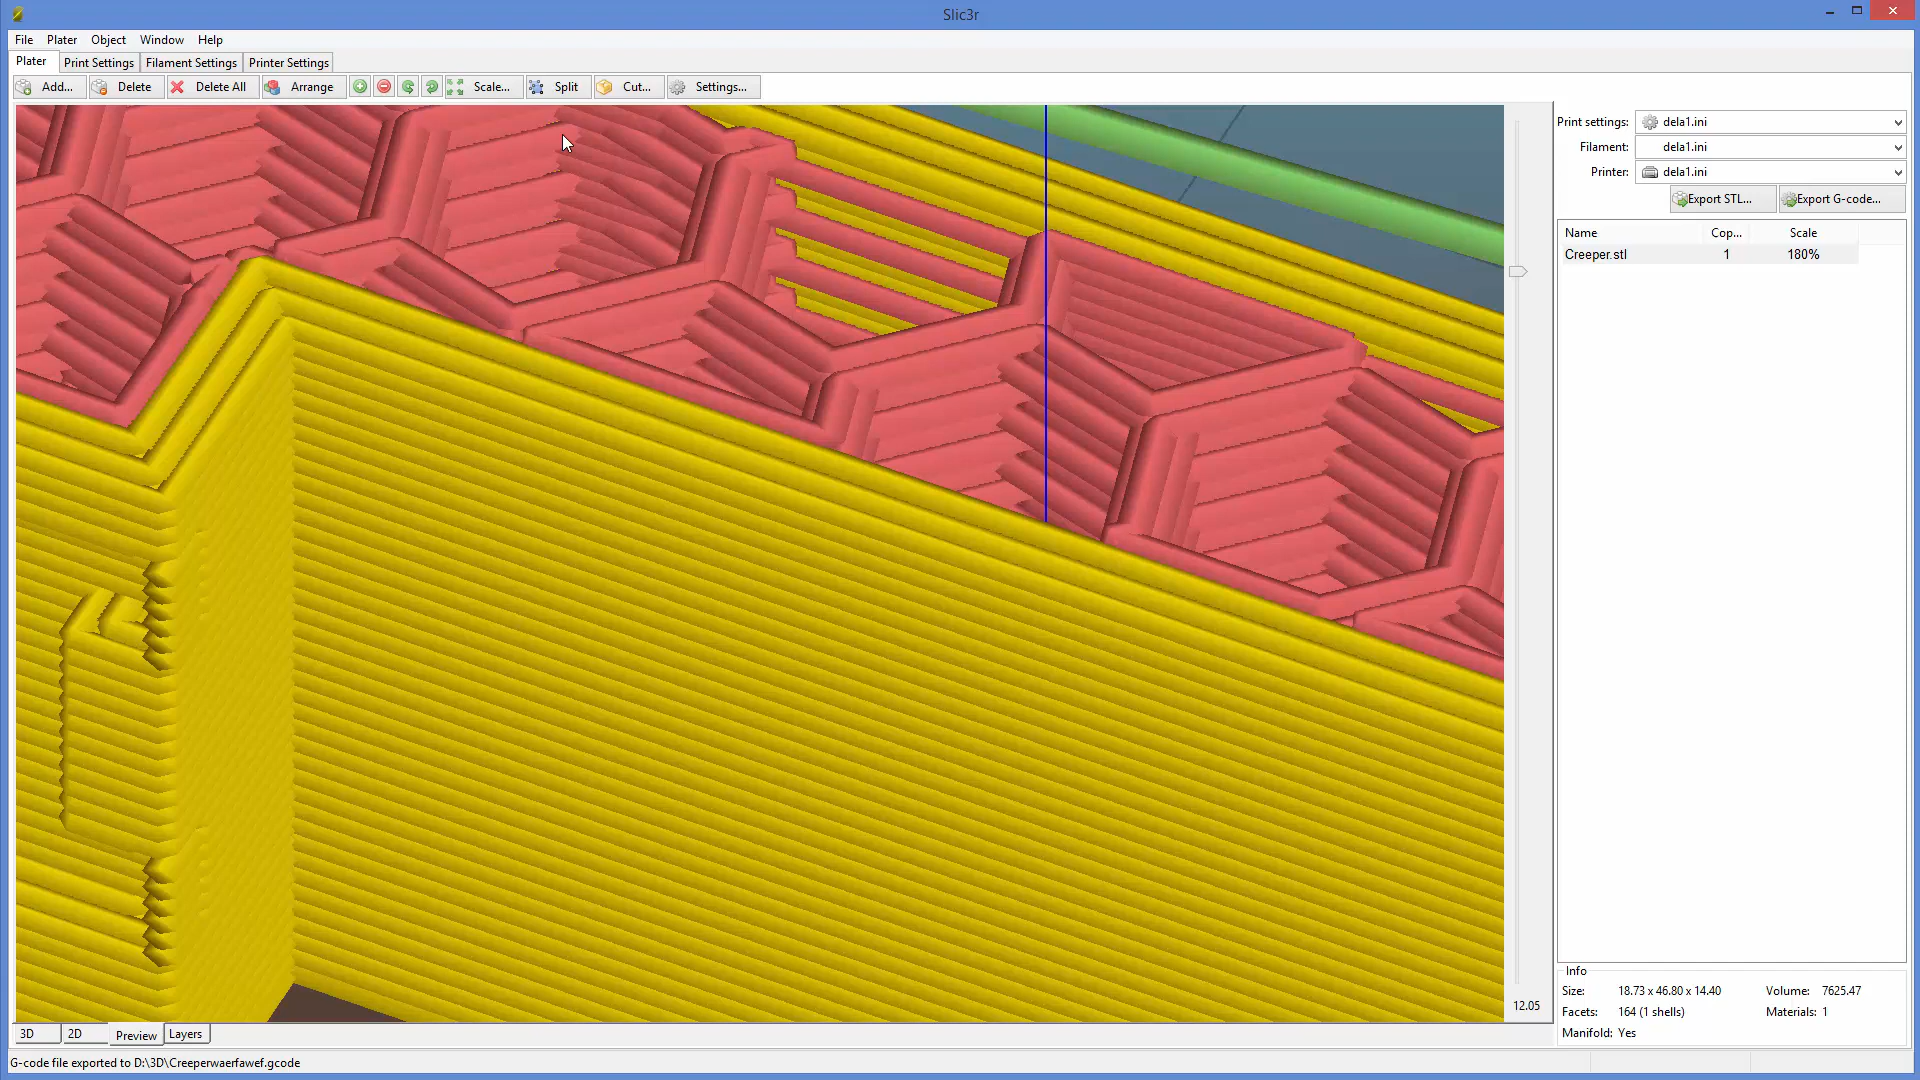 Slic3r
File Plater Object Window Help
Plater Print Settings Filament Settings Printer Settings
Add... Delete Delete All Arrange Scale... Split Cut... Settings...
Print settings: dela1.ini
Filament: dela1.ini
Printer: dela1.ini
Export STL... Export G-code...
Name Cop... Scale
Creeper.stl 1 180%
12.05
Info
Size: 18.73 x 46.80 x 14.40 Volume: 7625.47
Facets: 164 (1 shells) Materials: 1
Manifold: Yes
3D 2D Preview Layers
G-code file exported to D:\3D\Creeperwaerfawef.gcode